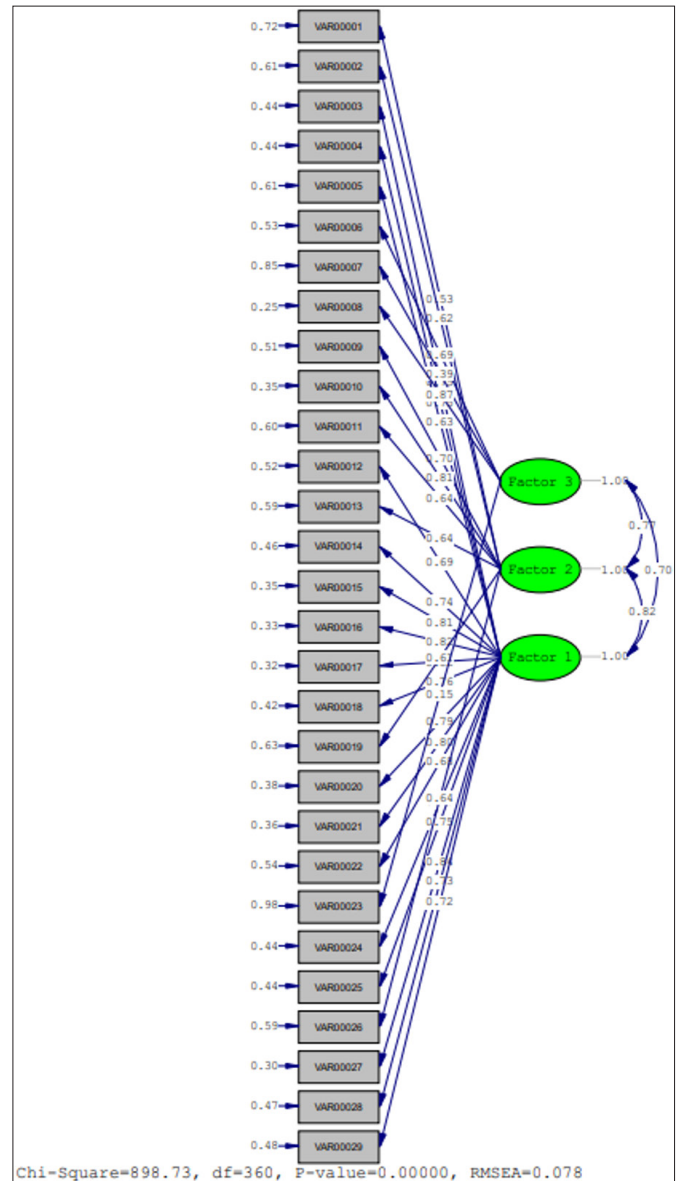 0.72 VAR00001
0.61 VAR00002
0.44 VAR00003
0.44 VAR00004
0.61 VAR00005
0.53 VAR00006
0.85 VAR00007
0.25 VAR00008
0.51 VAR00009
0.35 VAR00010
0.60 VAR00011
0.52 VAR00012
0.59 VAR00013
0.46 VAR00014
0.35 VAR00015
0.33 VAR00016
0.32 VAR00017
0.42 VAR00018
0.63 VAR00019
0.38 VAR00020
0.36 VAR00021
0.54 VAR00022
0.98 VAR00023
0.44 VAR00024
0.44 VAR00025
0.59 VAR00026
0.30 VAR00027
0.47 VAR00028
0.48 VAR00029
0.53
0.62
0.69
0.39
0.87
0.63
0.70
0.81
0.64
0.64
0.69
0.74
0.81
0.76
0.15
0.79
0.80
0.64
0.75
0.73
0.72
Factor 3 1.00
0.77
Factor 2 1.00 0.70
0.82
Factor 1 1.00
Chi-Square=898.73, df=360, P-value=0.00000, RMSEA=0.078